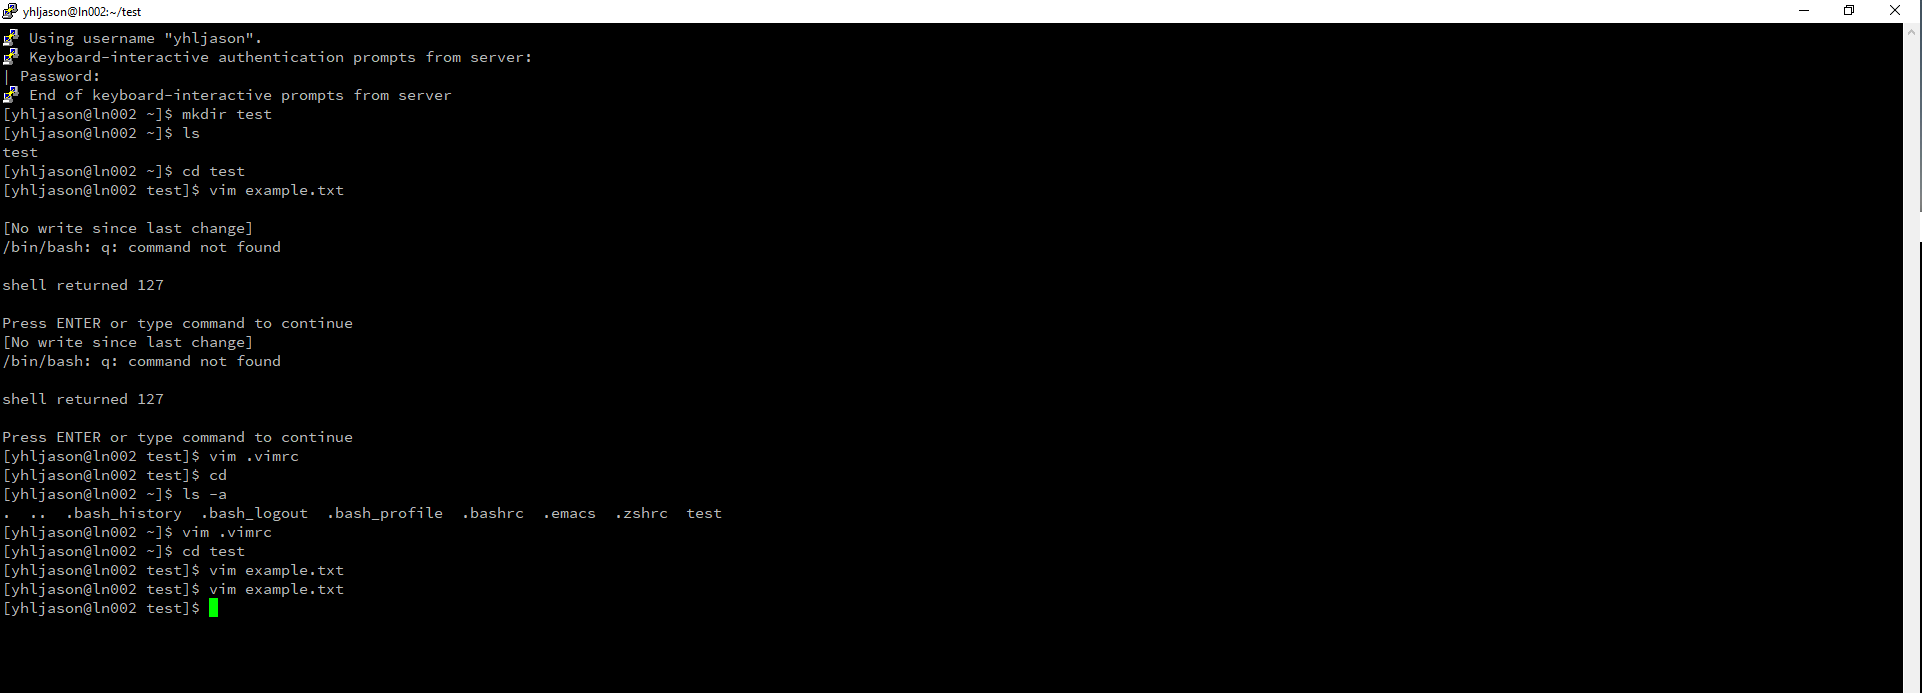 yhljason@ln002:~/test
Using username "yhljason".
Keyboard-interactive authentication prompts from server:
| Password:
End of keyboard-interactive prompts from server
[yhljason@ln002 ~]$ mkdir test
[yhljason@ln002 ~]$ ls
test
[yhljason@ln002 ~]$ cd test
[yhljason@ln002 test]$ vim example.txt
[No write since last change]
/bin/bash: q: command not found
shell returned 127
Press ENTER or type command to continue
[No write since last change]
/bin/bash: q: command not found
shell returned 127
Press ENTER or type command to continue
[yhljason@ln002 test]$ vim .vimrc
[yhljason@ln002 test]$ cd
[yhljason@ln002 ~]$ ls -a
.  ..  .bash_history  .bash_logout  .bash_profile  .bashrc  .emacs  .zshrc  test
[yhljason@ln002 ~]$ vim .vimrc
[yhljason@ln002 ~]$ cd test
[yhljason@ln002 test]$ vim example.txt
[yhljason@ln002 test]$ vim example.txt
[yhljason@ln002 test]$